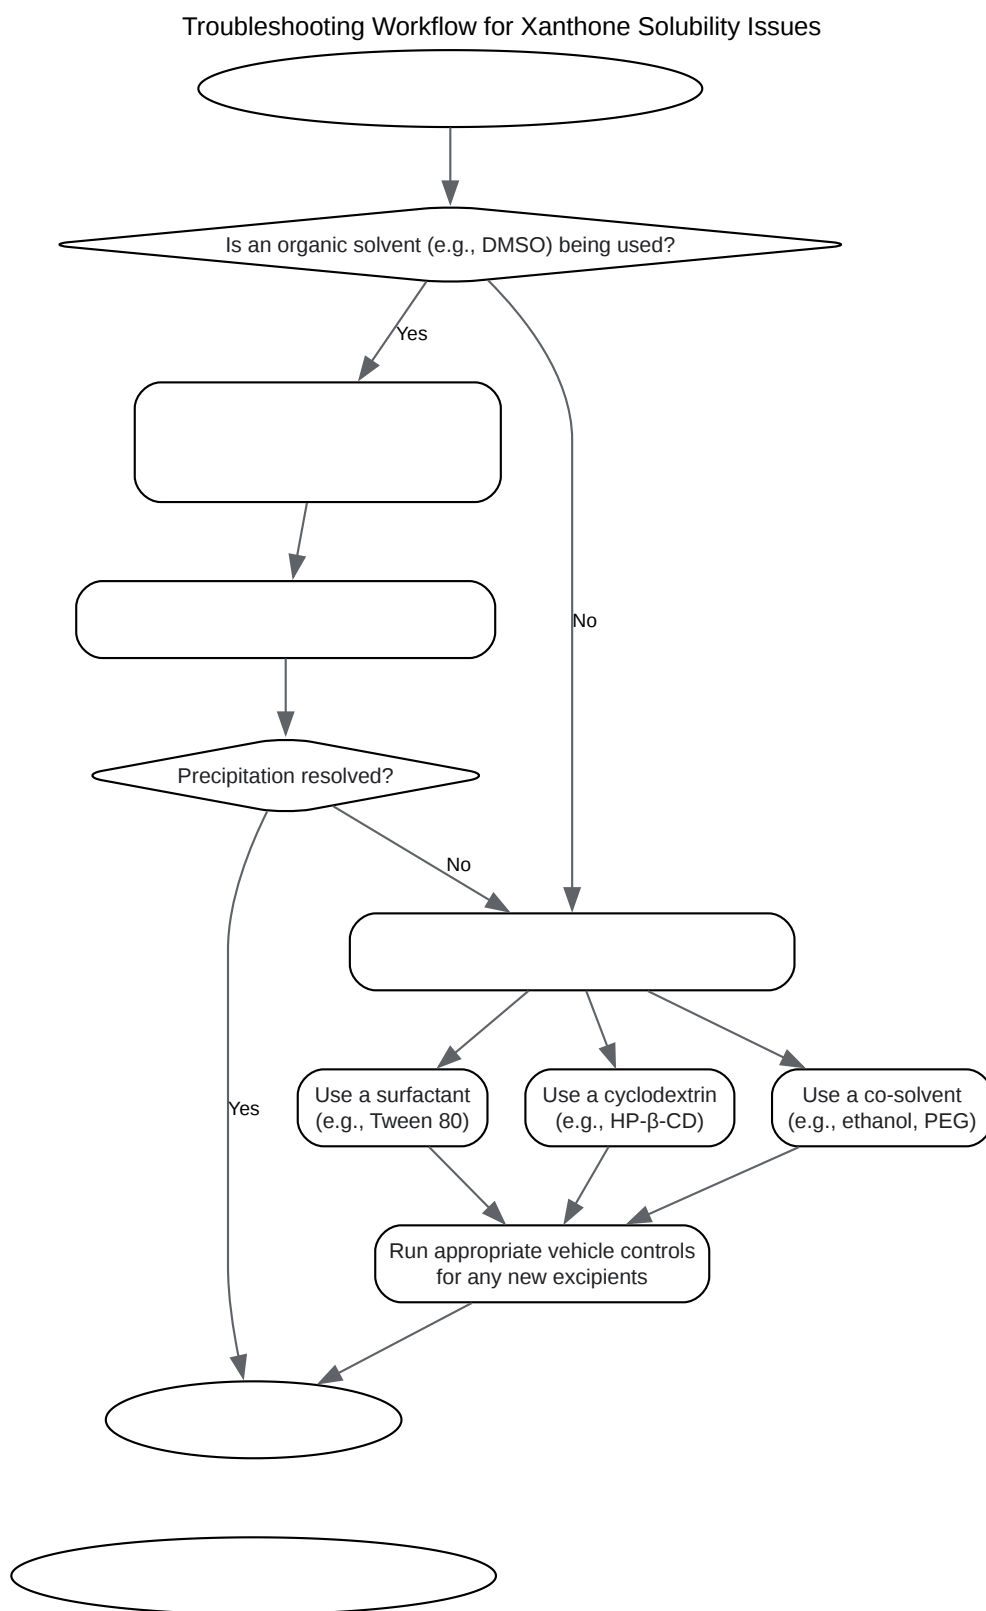 Troubleshooting Workflow for Xanthone Solubility Issues
Is an organic solvent (e.g., DMSO) being used?
Yes
No
Precipitation resolved?
No
Yes
Use a surfactant
(e.g., Tween 80)
Use a cyclodextrin
(e.g., HP-β-CD)
Use a co-solvent
(e.g., ethanol, PEG)
Run appropriate vehicle controls
for any new excipients